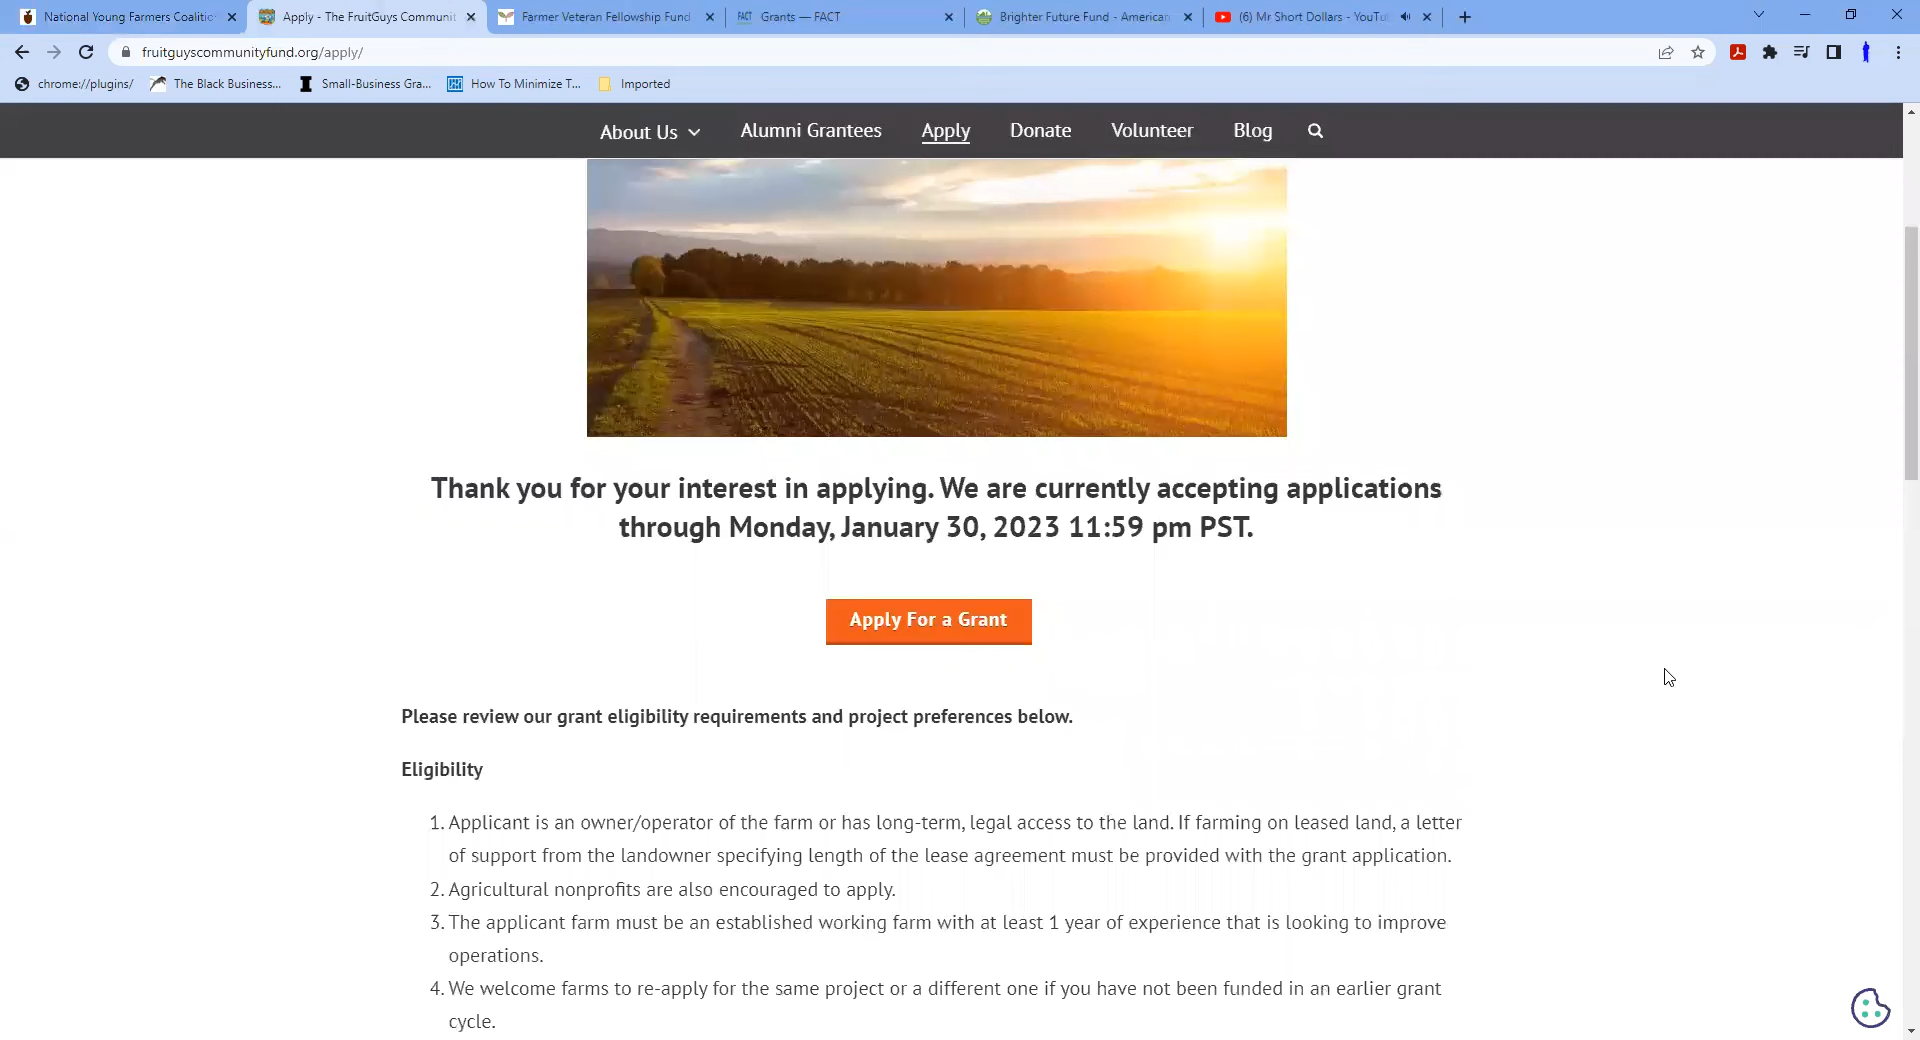 National Young Farmers Coalitio
Apply - The FruitGuys Communit
Farmer Veteran Fellowship Fund
FACT Grants — FACT
Brighter Future Fund - American
(6) Mr Short Dollars - YouTu
fruitguyscommunityfund.org/apply/
chrome://plugins/
The Black Business...
Small-Business Gra...
How To Minimize T...
Imported
About Us
Alumni Grantees
Apply
Donate
Volunteer
Blog
Thank you for your interest in applying. We are currently accepting applications
through Monday, January 30, 2023 11:59 pm PST.
Apply For a Grant
Please review our grant eligibility requirements and project preferences below.
Eligibility
1. Applicant is an owner/operator of the farm or has long-term, legal access to the land. If farming on leased land, a letter
of support from the landowner specifying length of the lease agreement must be provided with the grant application.
2. Agricultural nonprofits are also encouraged to apply.
3. The applicant farm must be an established working farm with at least 1 year of experience that is looking to improve
operations.
4. We welcome farms to re-apply for the same project or a different one if you have not been funded in an earlier grant
cycle.